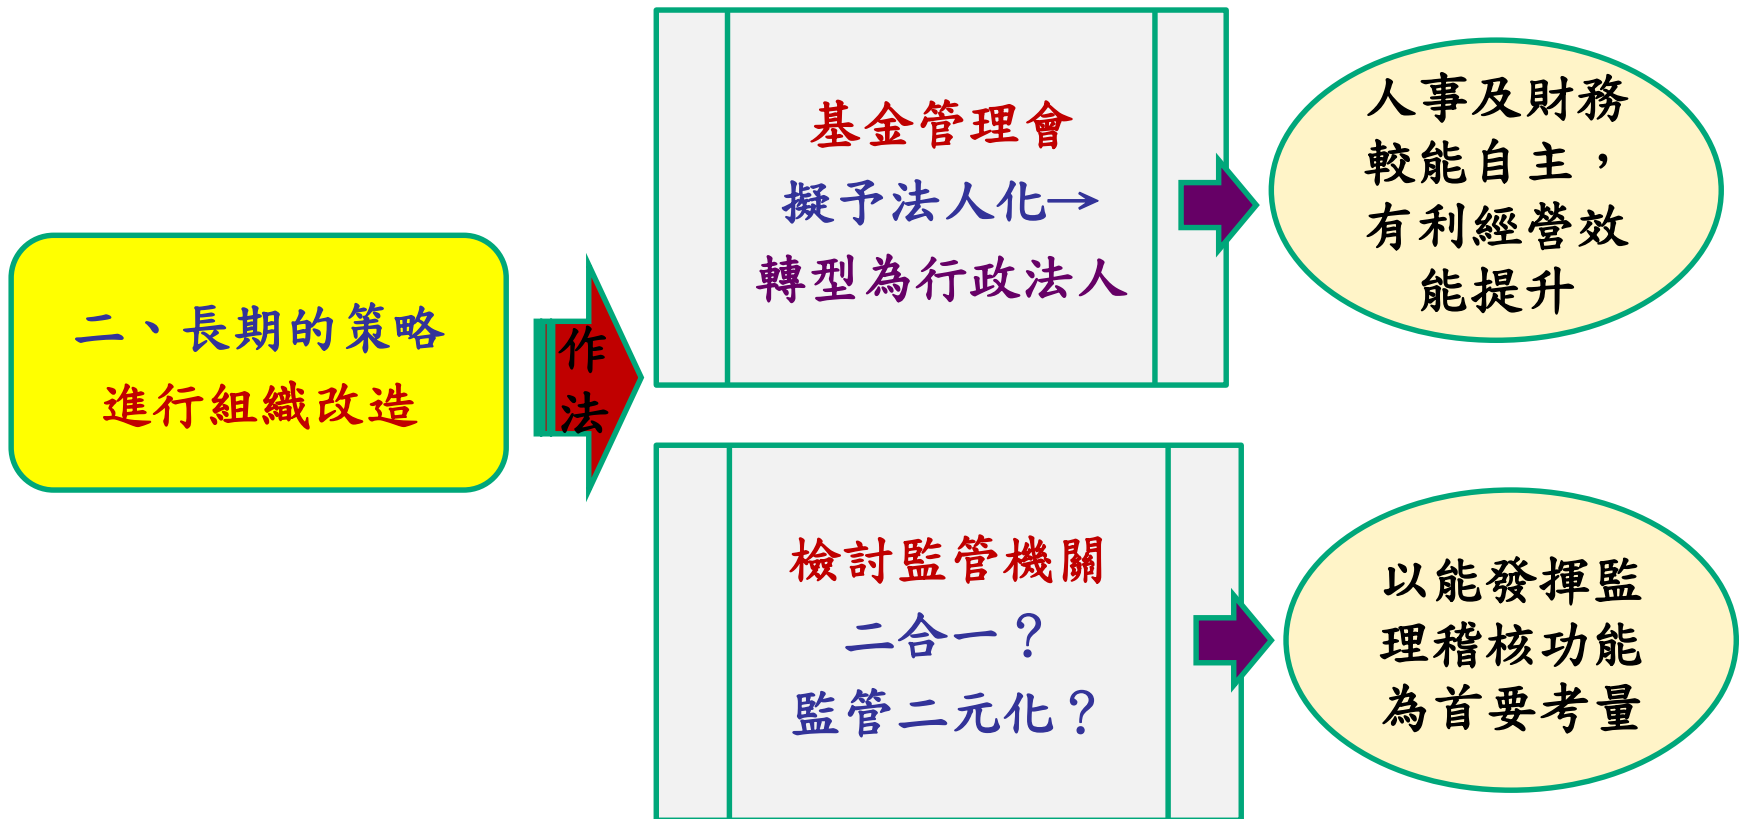 二、長期的策略
進行組織改造
作
法
基金管理會
擬予法人化→
轉型為行政法人
人事及財務
較能自主，
有利經營效
能提升
檢討監管機關
二合一？
監管二元化？
以能發揮監
理稽核功能
為首要考量